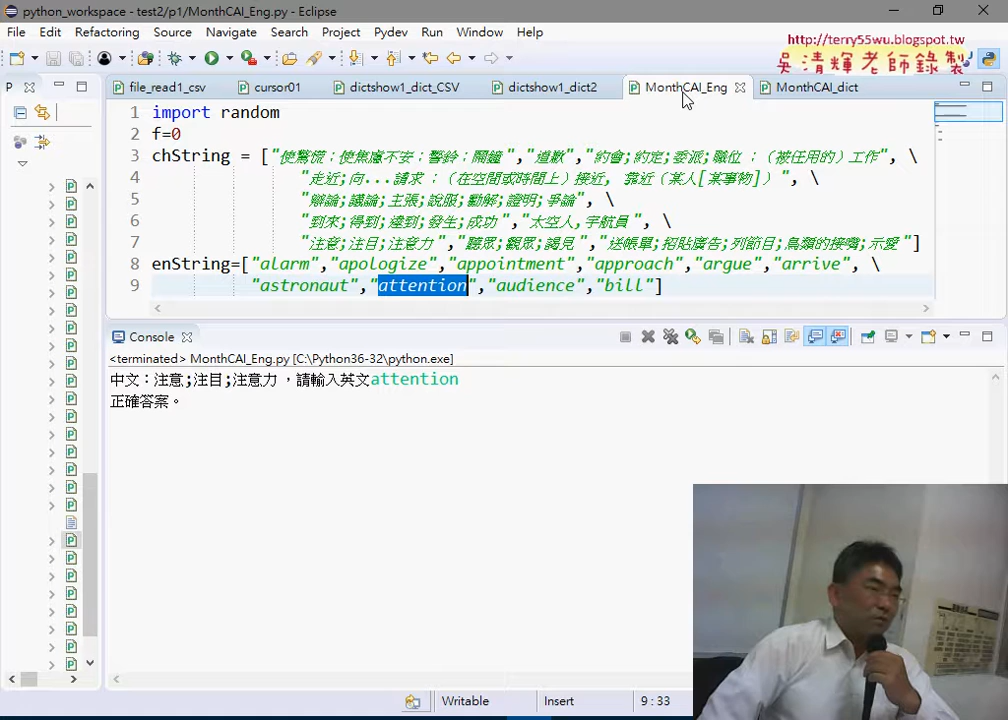 python_workspace - test2/p1/MonthCAI_Eng.py - Eclipse
File Edit Refactoring Source Navigate Search Project Pydev Run Window Help
http://terry55wu.blogspot.tw
吳清輝老師錄製
P file_read1_csv cursor01 dictshow1_dict_CSV dictshow1_dict2 MonthCAI_Eng MonthCAI_dict
1 import random
2 f=0
3 chString = ["使驚慌;使焦慮不安;警鈴;鬧鐘","道歉","約會;約定;委派;職位 ;(被任用的)工作", \
4 "走近;向...請求 ;(在空間或時間上)接近, 靠近(某人[某事物]) ", \
5 "辯論;議論;主張;說服;勸解;證明;爭論", \
6 "到來;得到;達到;發生;成功 ","太空人,宇航員 ", \
7 "注意;注目;注意力 ","聽眾;觀眾;謁見 ","送帳單;招貼廣告;列節目;鳥類的接嘴;示愛 "]
8 enString=["alarm","apologize","appointment","approach","argue","arrive", \
9 "astronaut","attention","audience","bill"]
Console
<terminated> MonthCAI_Eng.py [C:\Python36-32\python.exe]
中文:注意;注目;注意力 ,請輸入英文attention
正確答案。
Writable Insert 9 : 33